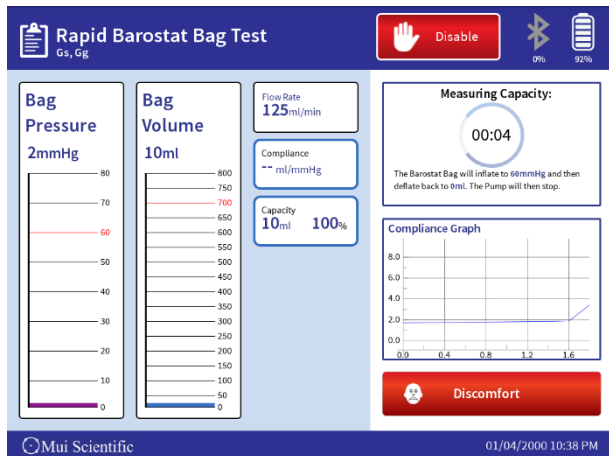 Rapid Barostat Bag Test
Gs, Gg
Disable
0%
92%
Bag
Pressure
2mmHg
80
70
60
50
40
30
20
10
0
Bag
Volume
10ml
800
750
700
650
600
550
500
450
400
350
300
250
200
150
100
50
0
Flow Rate
125ml/min
Compliance
-- ml/mmHg
Capacity
10ml 100%
Measuring Capacity:
00:04
The Barostat Bag will inflate to 60mmHg and then
deflate back to 0ml. The Pump will then stop.
Compliance Graph
8.0
6.0
4.0
2.0
0.0
0.0 0.4 0.8 1.2 1.6
Discomfort
Mui Scientific
01/04/2000 10:38 PM